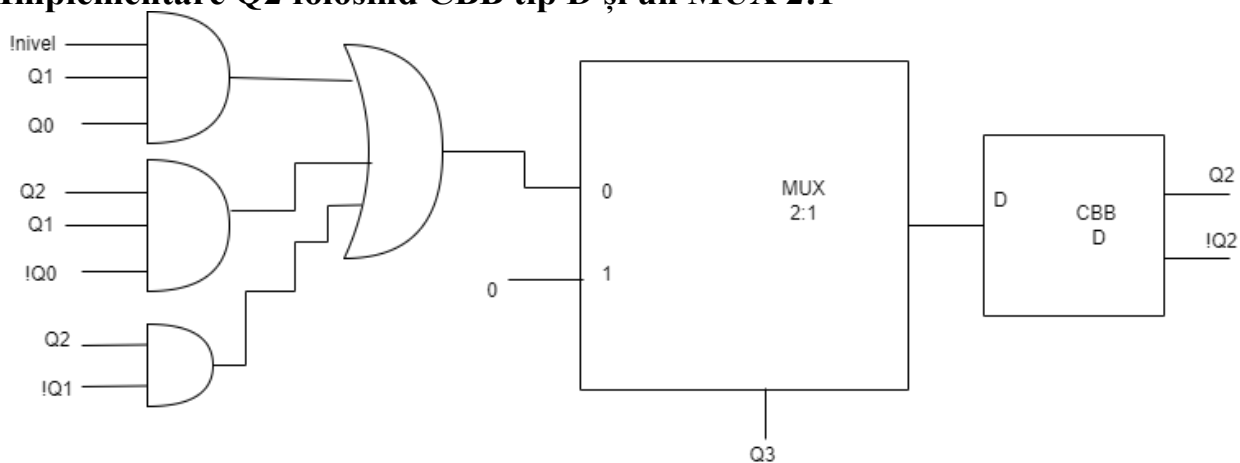 Implementare Q2 folosind CBB tip D și un MUX 2:1
!nivel
Q1
Q0
Q2
Q1
!Q0
Q2
!Q1
0
0
1
MUX
2:1
Q3
D
CBB
D
Q2
!Q2